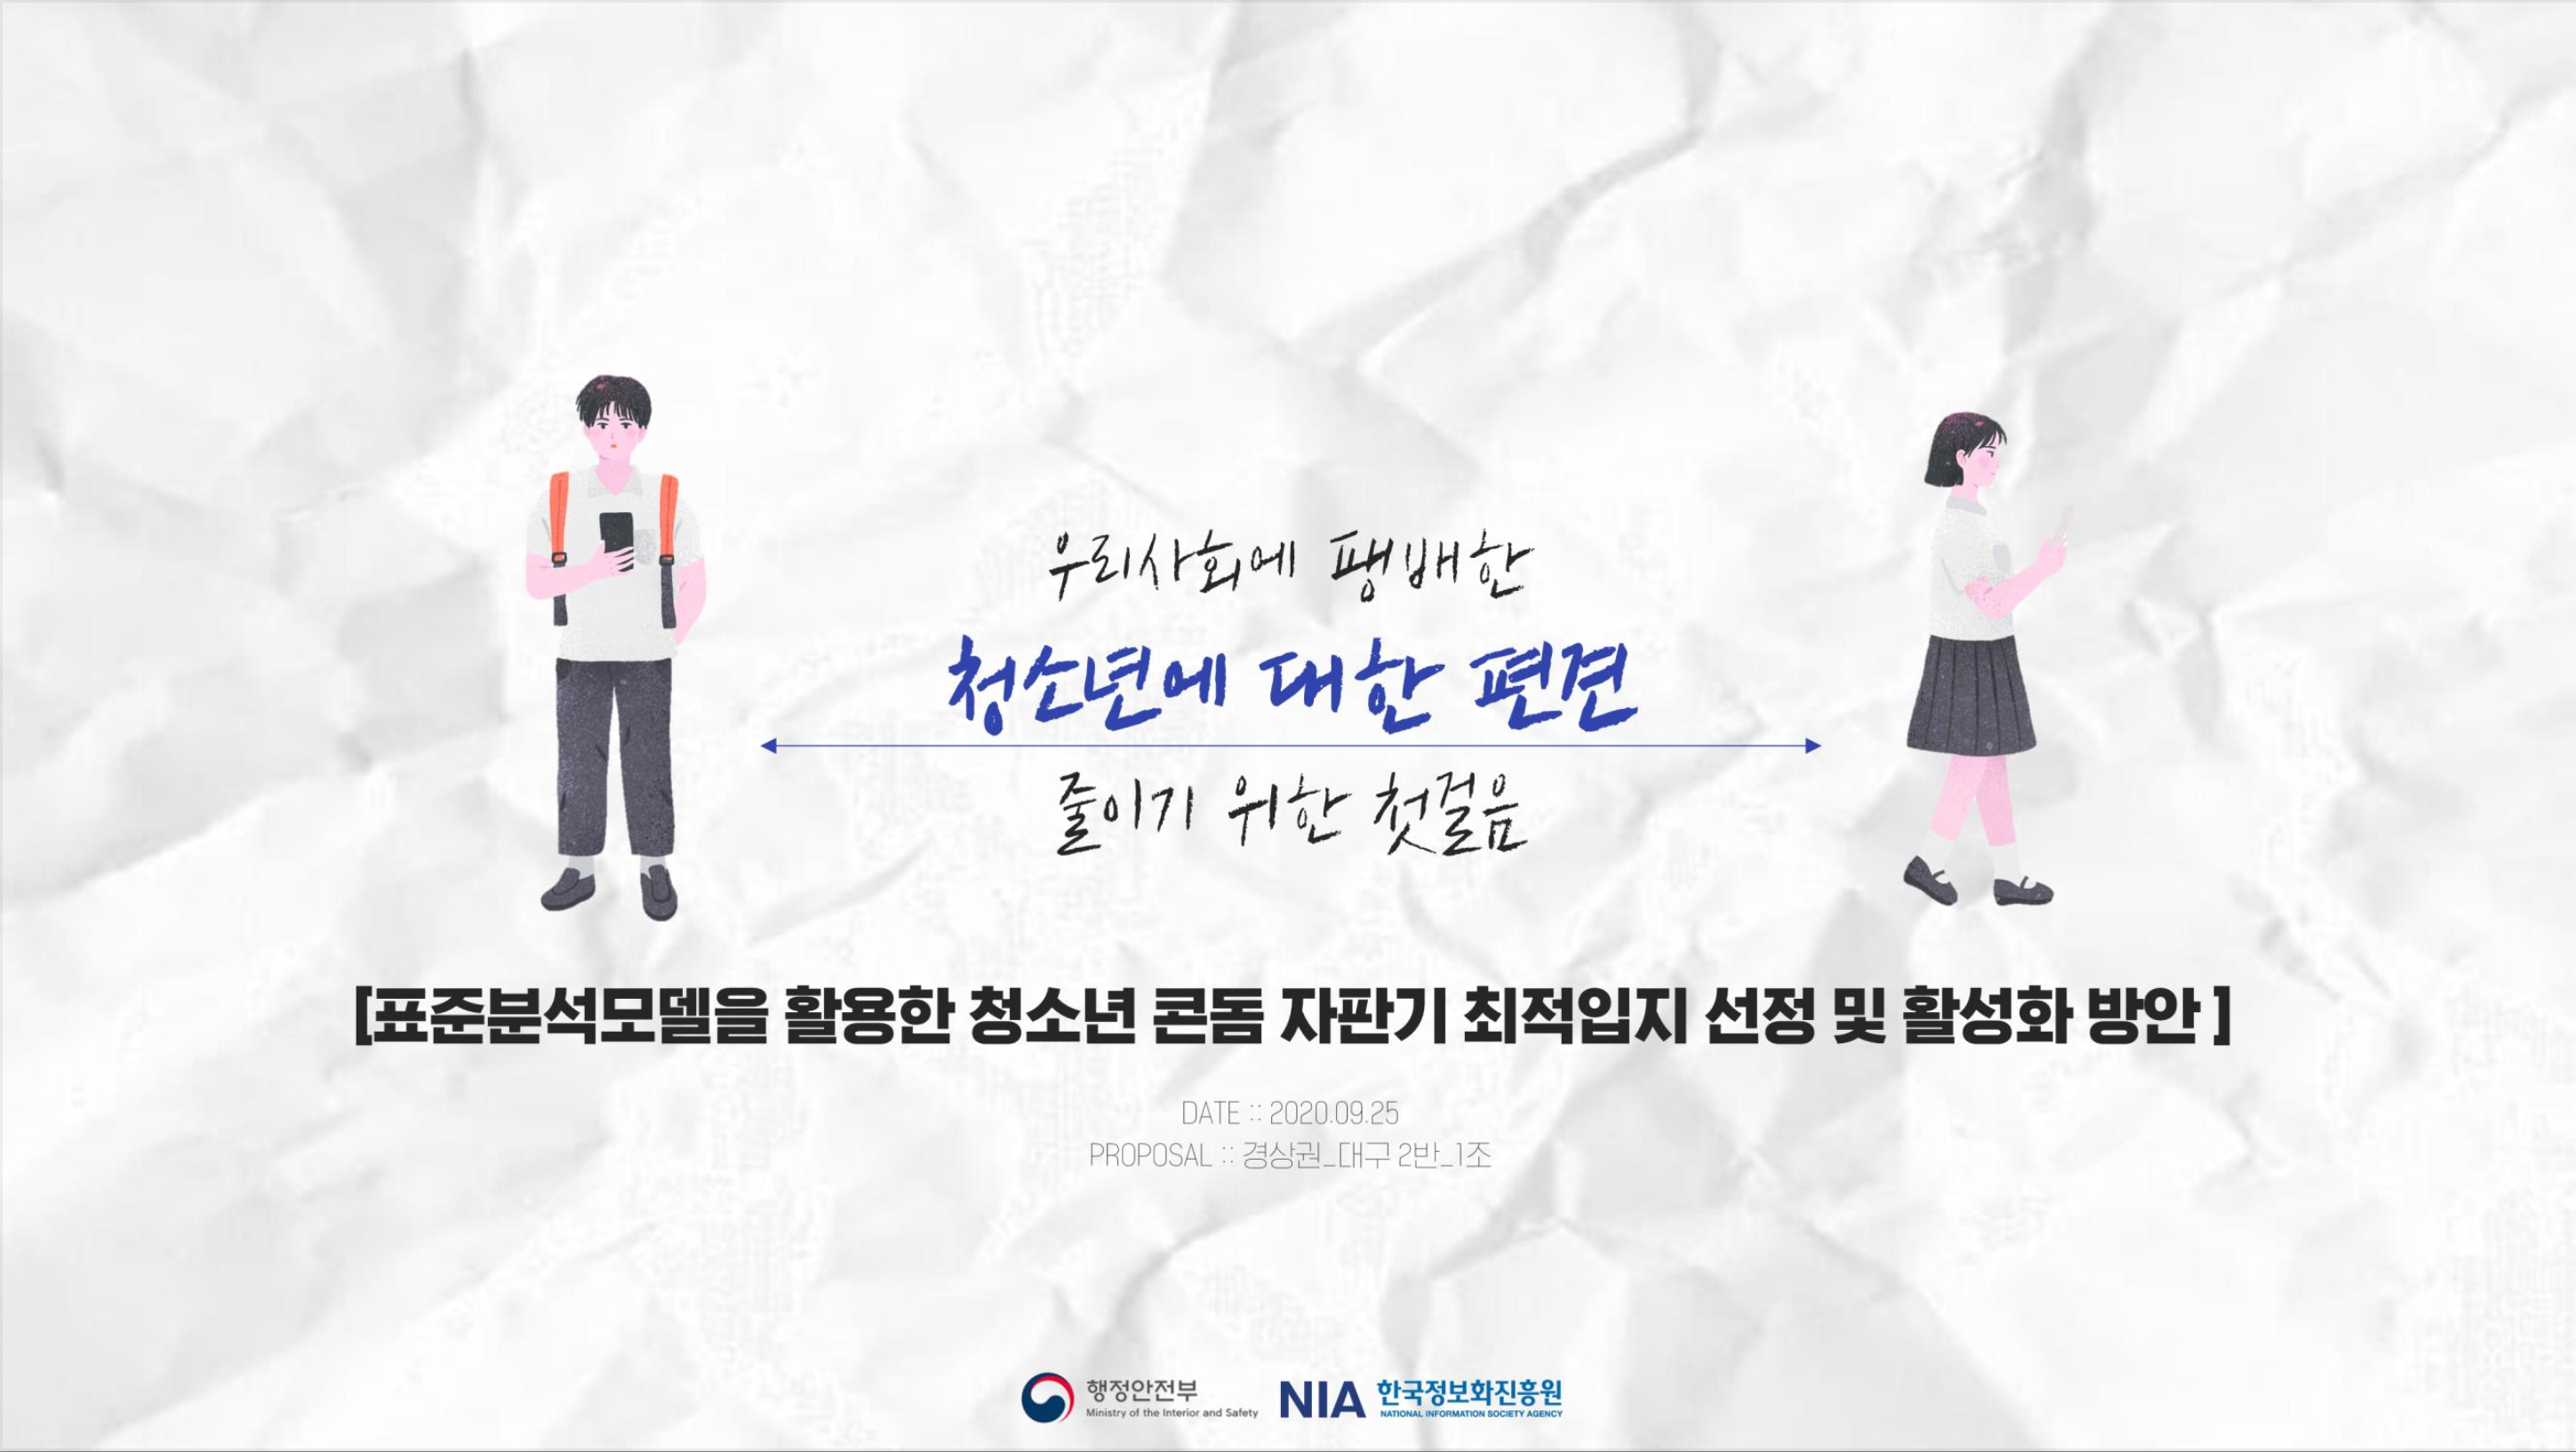 우리사회에 팽배한
청소년에 대한 편견
줄이기 위한 첫걸음
[표준분석모델을 활용한 청소년 콘돔 자판기 최적입지 선정 및 활성화 방안 ]
DATE :: 2020.09.25
PROPOSAL :: 경상권_대구 2반_1조
행정안전부
Ministry of the Interior and Safety
NIA 한국정보화진흥원
NATIONAL INFORMATION SOCIETY AGENCY